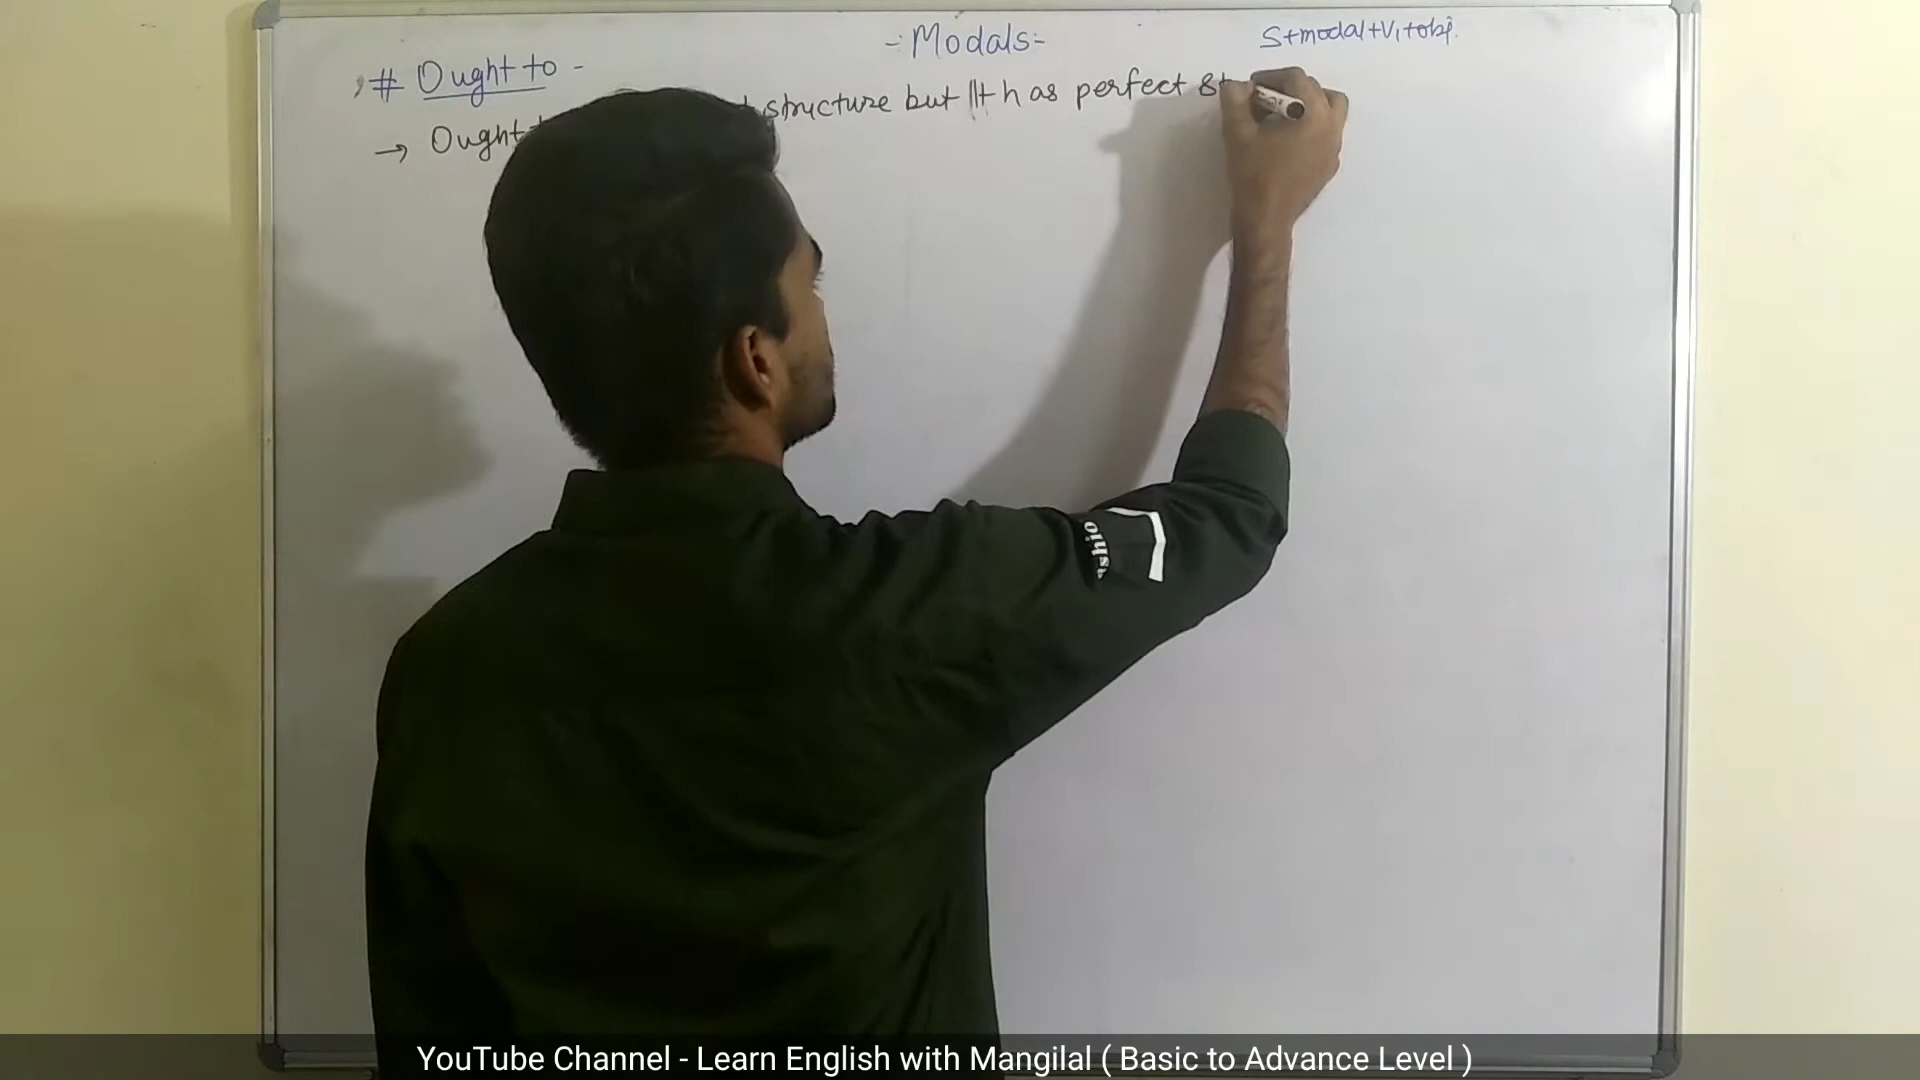 -: Modals:-
S+modal+V₁+obj.
# Ought to -
→ Ought structure but It has perfect st
shio
YouTube Channel - Learn English with Mangilal ( Basic to Advance Level )